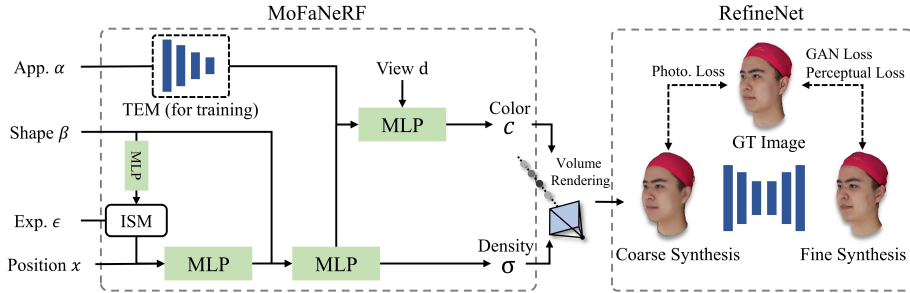 MoFaNeRF
RefineNet
App. α
TEM (for training)
View d
MLP
Color
c
Shape β
MLP
Exp. ϵ
ISM
Position x
MLP
MLP
Density
σ
Volume
Rendering
Photo. Loss
GAN Loss
Perceptual Loss
GT Image
Coarse Synthesis
Fine Synthesis